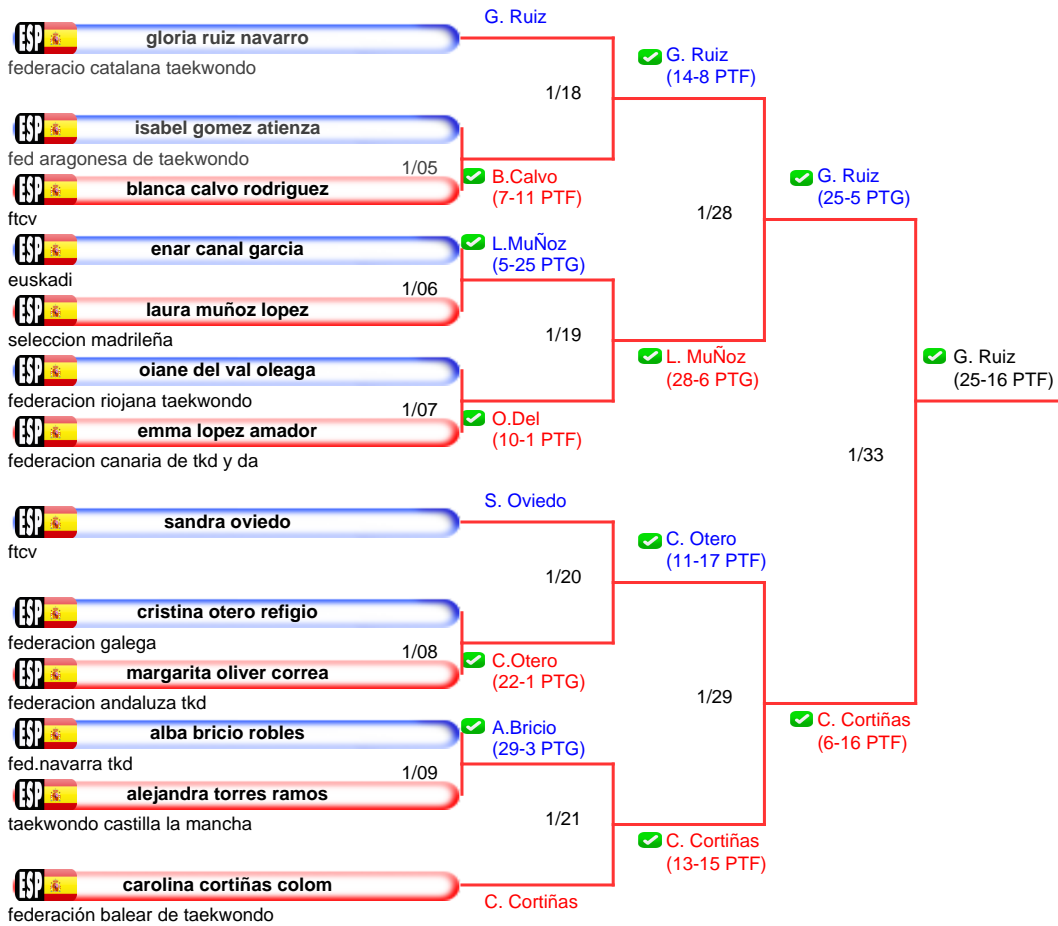 G. Ruiz
ESP gloria ruiz navarro
federacio catalana taekwondo
G. Ruiz
(14-8 PTF)
1/18
ESP isabel gomez atienza
fed aragonesa de taekwondo
1/05
B.Calvo
(7-11 PTF)
ESP blanca calvo rodriguez
ftcv
G. Ruiz
(25-5 PTG)
1/28
ESP enar canal garcia
euskadi
L.MuÑoz
(5-25 PTG)
1/06
ESP laura muñoz lopez
seleccion madrileña
1/19
L. MuÑoz
(28-6 PTG)
G. Ruiz
(25-16 PTF)
ESP oiane del val oleaga
federacion riojana taekwondo
1/07
O.Del
(10-1 PTF)
ESP emma lopez amador
federacion canaria de tkd y da
1/33
S. Oviedo
ESP sandra oviedo
ftcv
C. Otero
(11-17 PTF)
1/20
ESP cristina otero refigio
federacion galega
1/08
C.Otero
(22-1 PTG)
ESP margarita oliver correa
federacion andaluza tkd
1/29
C. Cortiñas
(6-16 PTF)
ESP alba bricio robles
fed.navarra tkd
A.Bricio
(29-3 PTG)
1/09
ESP alejandra torres ramos
taekwondo castilla la mancha
1/21
C. Cortiñas
(13-15 PTF)
ESP carolina cortiñas colom
federación balear de taekwondo
C. Cortiñas